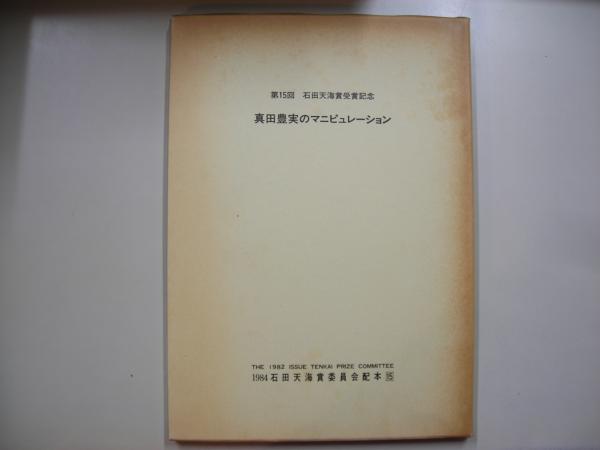 第15回 石田天海賞受賞記念
真田豊実のマニピュレーション
THE 1982 ISSUE TENKAI PRIZE COMMITTEE
1984 石田天海賞委員会配本 15